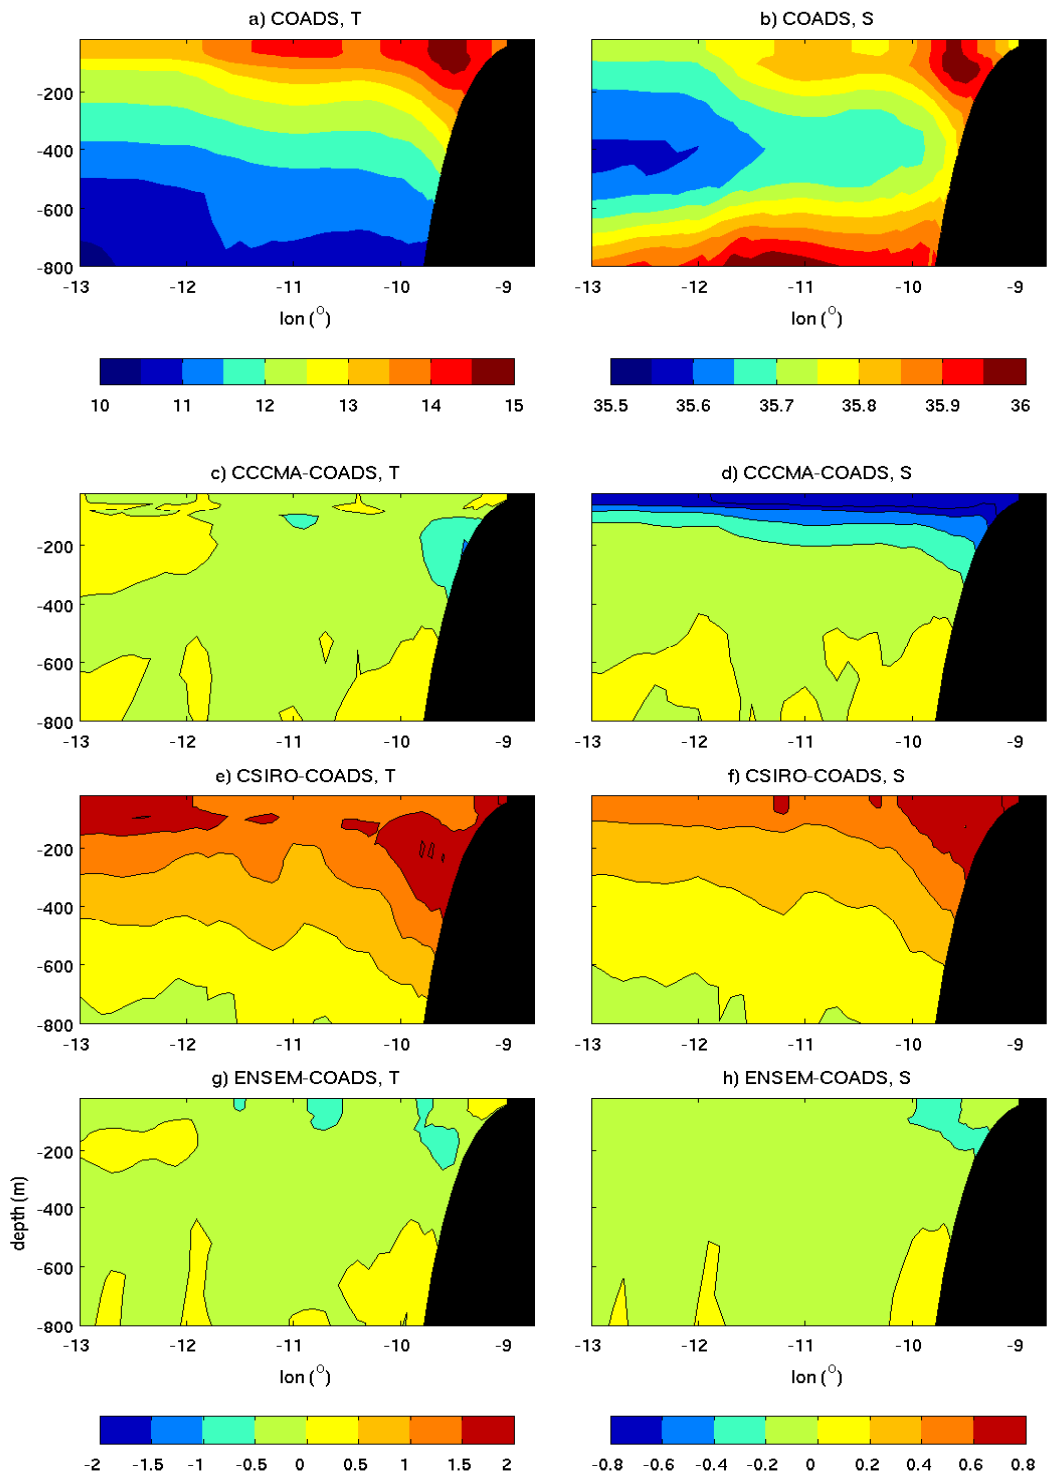 a) COADS, T
b) COADS, S
-200
-400
-600
-800
-13 -12 -11 -10 -9
-13 -12 -11 -10 -9
lon (°)
lon (°)
10 11 12 13 14 15
35.5 35.6 35.7 35.8 35.9 36
c) CCCMA-COADS, T
d) CCCMA-COADS, S
-200
-400
-600
-800
-13 -12 -11 -10 -9
-13 -12 -11 -10 -9
e) CSIRO-COADS, T
f) CSIRO-COADS, S
-200
-400
-600
-800
-13 -12 -11 -10 -9
-13 -12 -11 -10 -9
g) ENSEM-COADS, T
h) ENSEM-COADS, S
depth (m)
-200
-400
-600
-800
-13 -12 -11 -10 -9
-13 -12 -11 -10 -9
lon (°)
lon (°)
-2 -1.5 -1 -0.5 0 0.5 1 1.5 2
-0.8 -0.6 -0.4 -0.2 0 0.2 0.4 0.6 0.8